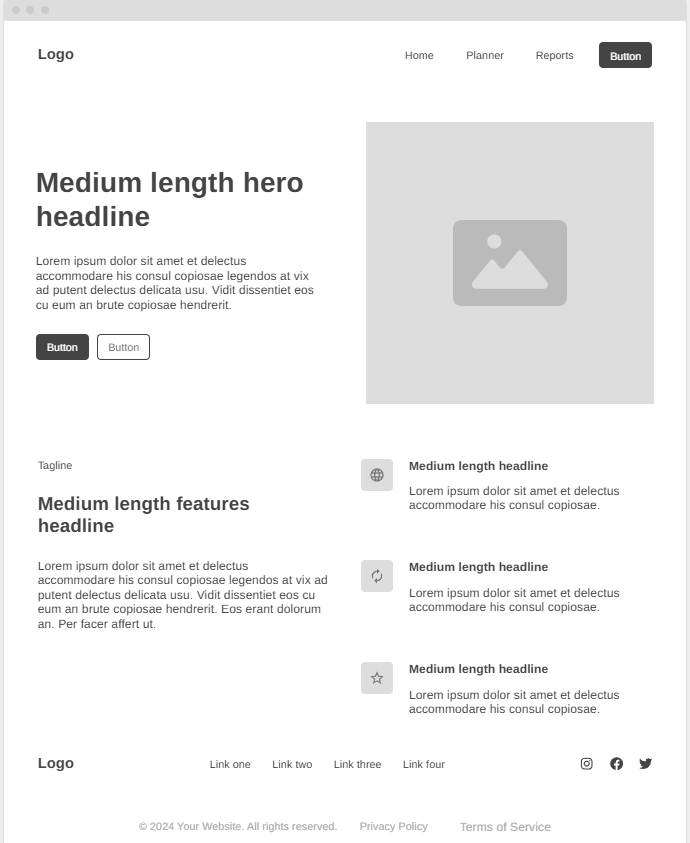 Logo
Home Planner Reports Button
Medium length hero
headline
Lorem ipsum dolor sit amet et delectus
accommodare his consul copiosae legendos at vix
ad putent delectus delicata usu. Vidit dissentiet eos
cu eum an brute copiosae hendrerit.
Button Button
Tagline
Medium length features
headline
Lorem ipsum dolor sit amet et delectus
accommodare his consul copiosae legendos at vix ad
putent delectus delicata usu. Vidit dissentiet eos cu
eum an brute copiosae hendrerit. Eos erant dolorum
an. Per facer affert ut.
Medium length headline
Lorem ipsum dolor sit amet et delectus
accommodare his consul copiosae.
Medium length headline
Lorem ipsum dolor sit amet et delectus
accommodare his consul copiosae.
Medium length headline
Lorem ipsum dolor sit amet et delectus
accommodare his consul copiosae.
Logo
Link one Link two Link three Link four
© 2024 Your Website. All rights reserved. Privacy Policy Terms of Service